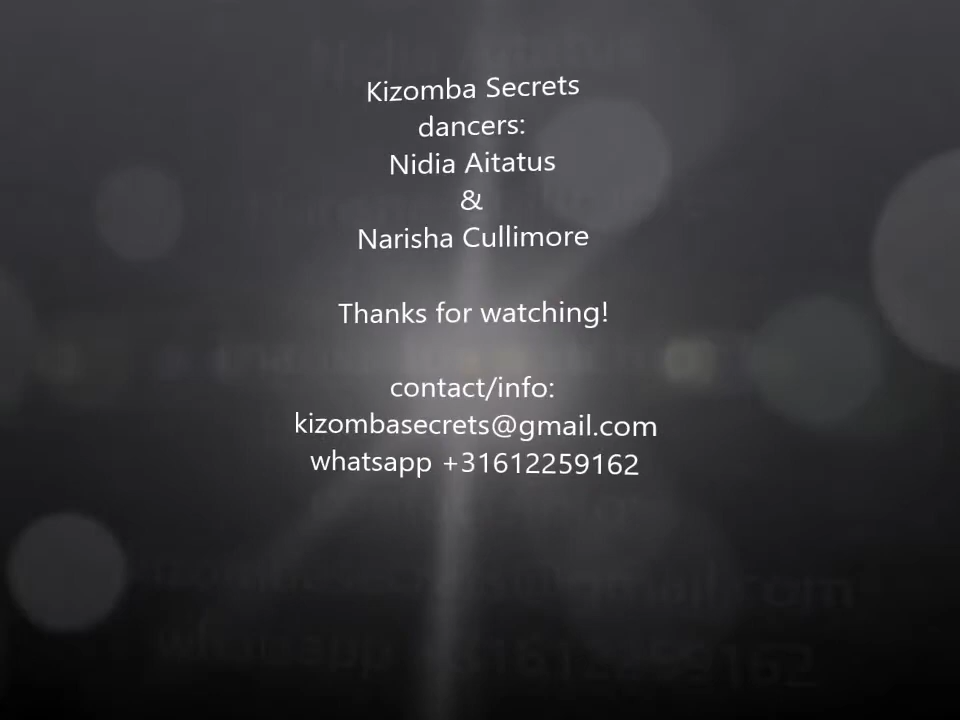 Kizomba Secrets
dancers:
Nidia Aitatus
&
Narisha Cullimore
Thanks for watching!
contact/info:
kizombasecrets@gmail.com
whatsapp +31612259162